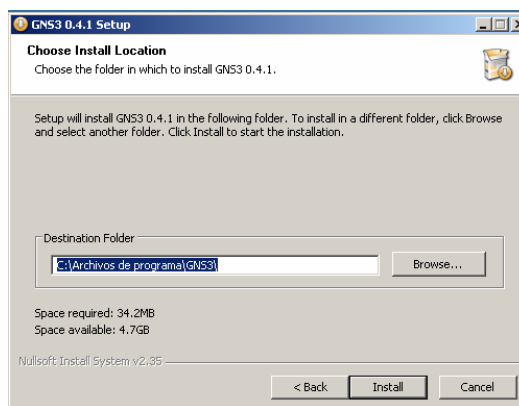 GNS3 0.4.1 Setup
Choose Install Location
Choose the folder in which to install GNS3 0.4.1.
Setup will install GNS3 0.4.1 in the following folder. To install in a different folder, click Browse
and select another folder. Click Install to start the installation.
Destination Folder
C:\Archivos de programa\GNS3\
Browse...
Space required: 34.2MB
Space available: 4.7GB
Nullsoft Install System v2.35
< Back
Install
Cancel